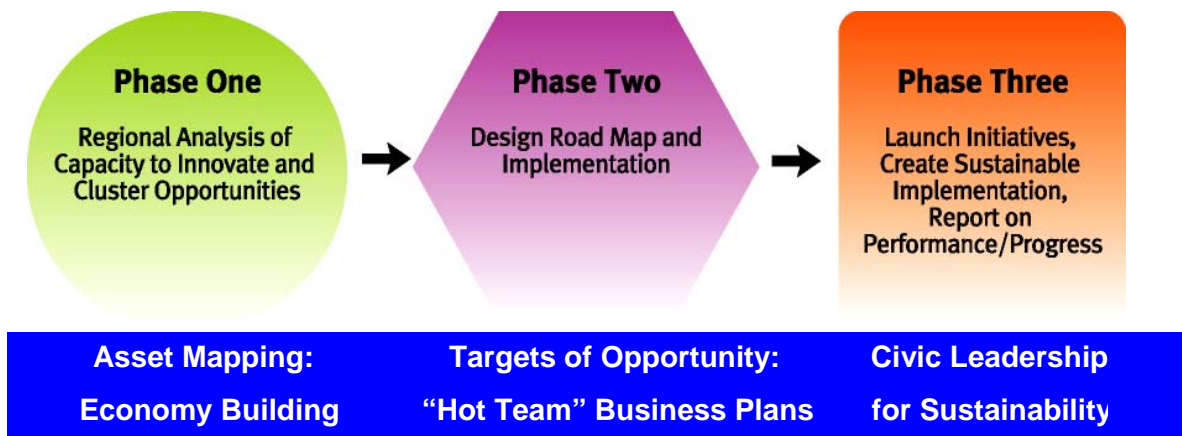 Phase One
Regional Analysis of
Capacity to Innovate and
Cluster Opportunities
Phase Two
Design Road Map and
Implementation
Phase Three
Launch Initiatives,
Create Sustainable
Implementation,
Report on
Performance/Progress
Asset Mapping:
Economy Building
Targets of Opportunity:
“Hot Team” Business Plans
Civic Leadership
for Sustainability